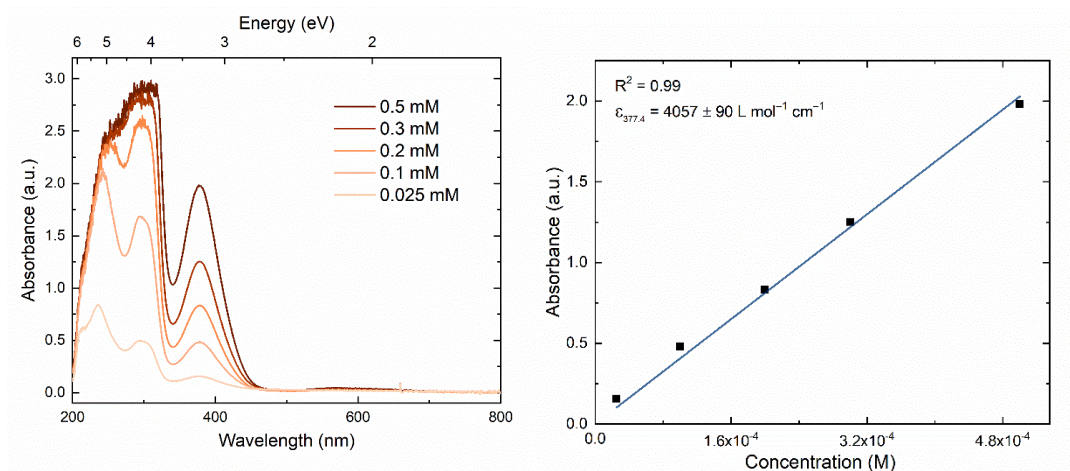 Energy (eV)
6 5 4 3 2
3.0
2.5
2.0
1.5
1.0
0.5
0.0
Absorbance (a.u.)
0.5 mM
0.3 mM
0.2 mM
0.1 mM
0.025 mM
200 400 600 800
Wavelength (nm)
R² = 0.99
ε₃₇₇.₄ = 4057 ± 90 L mol⁻¹ cm⁻¹
2.0
1.5
1.0
0.5
0.0
Absorbance (a.u.)
0.0 1.6x10⁻⁴ 3.2x10⁻⁴ 4.8x10⁻⁴
Concentration (M)